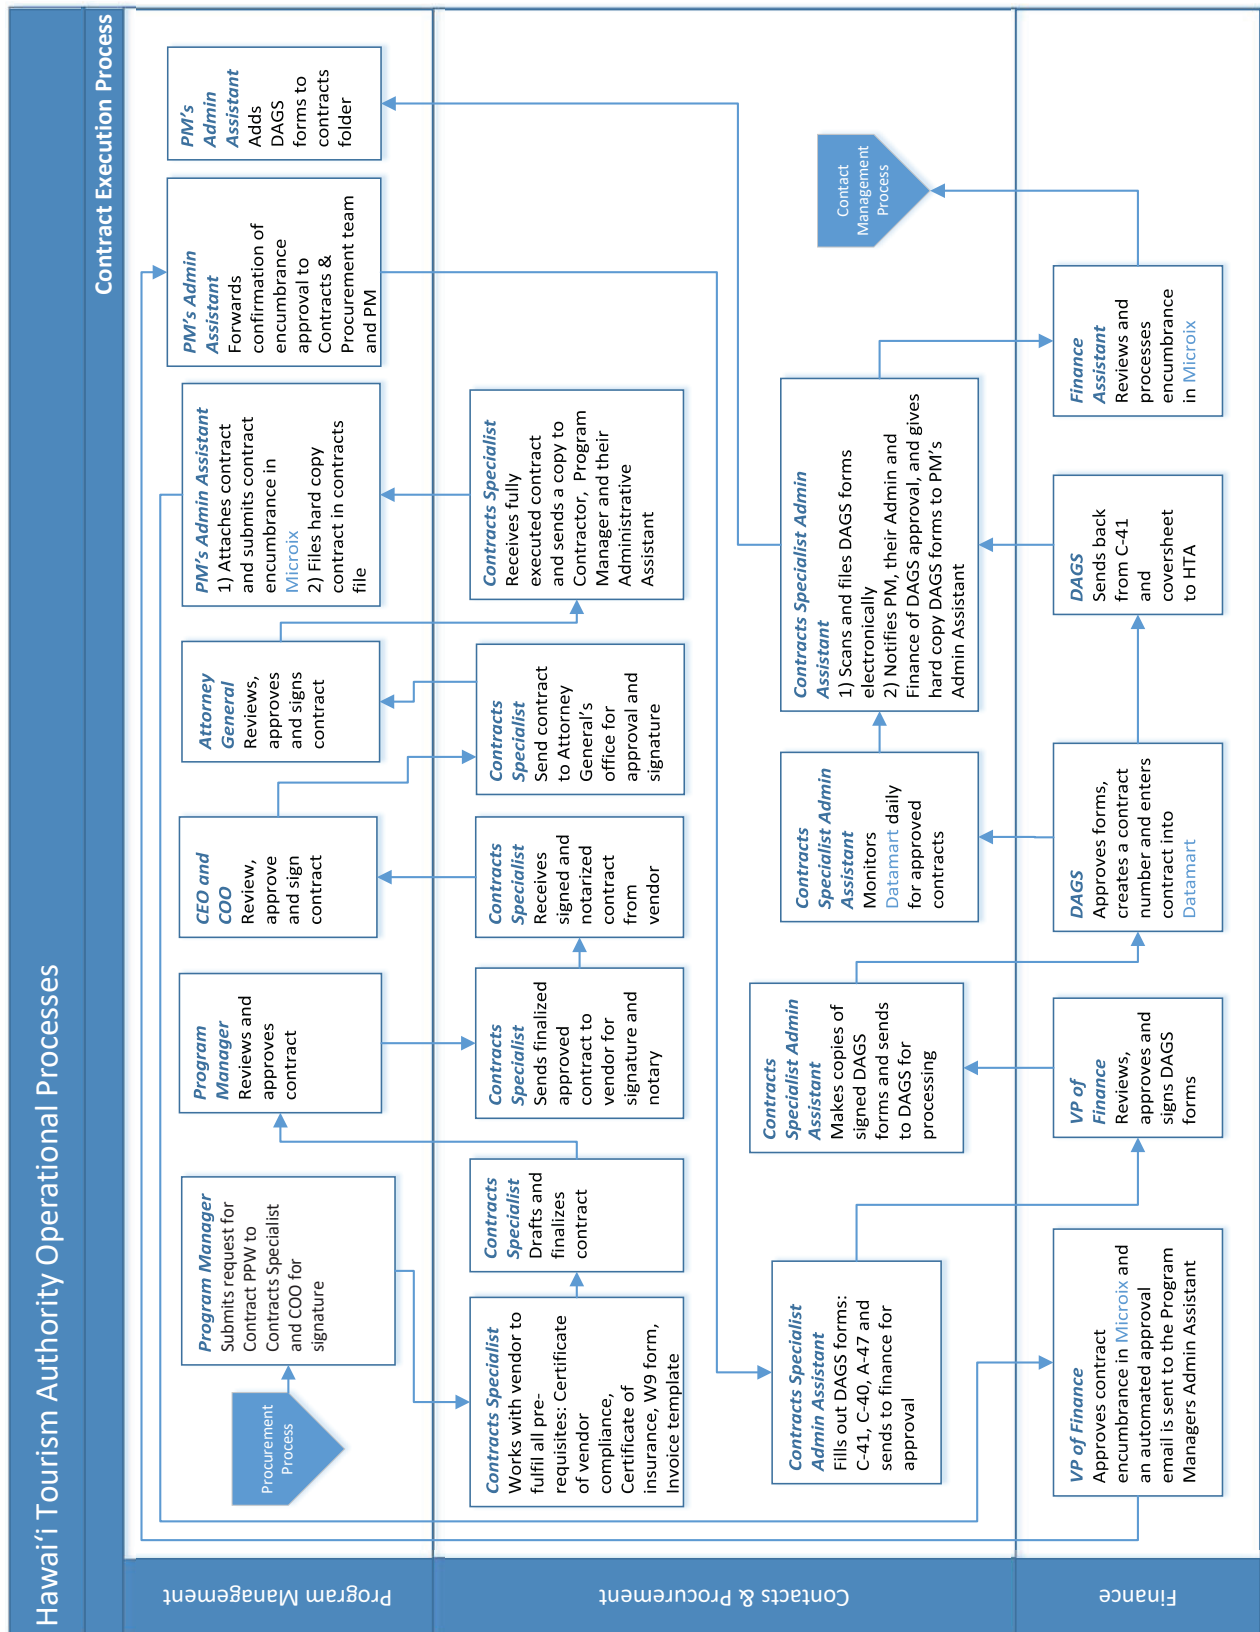 Hawai‘i Tourism Authority Operational Processes
Contract Execution Process
Program Management
Procurement
Process
Program Manager
Submits request for
Contract PPW to
Contracts Specialist
and COO for
signature
Program
Manager
Reviews and
approves
contract
CEO and
COO
Review,
approve
and sign
contract
Attorney
General
Reviews,
approves
and signs
contract
PM's Admin Assistant
1) Attaches contract
and submits contract
encumbrance in
Microix
2) Files hard copy
contract in contracts
file
PM's Admin
Assistant
Forwards
confirmation of
encumbrance
approval to
Contracts &
Procurement team
and PM
PM's
Admin
Assistant
Adds
DAGS
forms to
contracts
folder
Contacts & Procurement
Contracts Specialist
Works with vendor to
fulfil all pre-
requisites: Certificate
of vendor
compliance,
Certificate of
insurance, W9 form,
Invoice template
Contracts
Specialist
Drafts and
finalizes
contract
Contracts
Specialist
Sends finalized
approved
contract to
vendor for
signature and
notary
Contracts
Specialist
Receives
signed and
notarized
contract
from
vendor
Contracts
Specialist
Send contract
to Attorney
General's
office for
approval and
signature
Contracts Specialist
Receives fully
executed contract
and sends a copy to
Contractor, Program
Manager and their
Administrative
Assistant
Contracts Specialist
Admin Assistant
Fills out DAGS forms:
C-41, C-40, A-47 and
sends to finance for
approval
Contracts
Specialist Admin
Assistant
Makes copies of
signed DAGS
forms and sends
to DAGS for
processing
Contracts
Specialist Admin
Assistant
Monitors
Datamart daily
for approved
contracts
Contracts Specialist Admin
Assistant
1) Scans and files DAGS forms
electronically
2) Notifies PM, their Admin and
Finance of DAGS approval, and gives
hard copy DAGS forms to PM’s
Admin Assistant
Contact
Management
Process
Finance
VP of Finance
Approves contract
encumbrance in Microix and
an automated approval
email is sent to the Program
Managers Admin Assistant
VP of
Finance
Reviews,
approves and
signs DAGS
forms
DAGS
Approves forms,
creates a contract
number and enters
contract into
Datamart
DAGS
Sends back
from C-41
and
coversheet
to HTA
Finance
Assistant
Reviews and
processes
encumbrance
in Microix